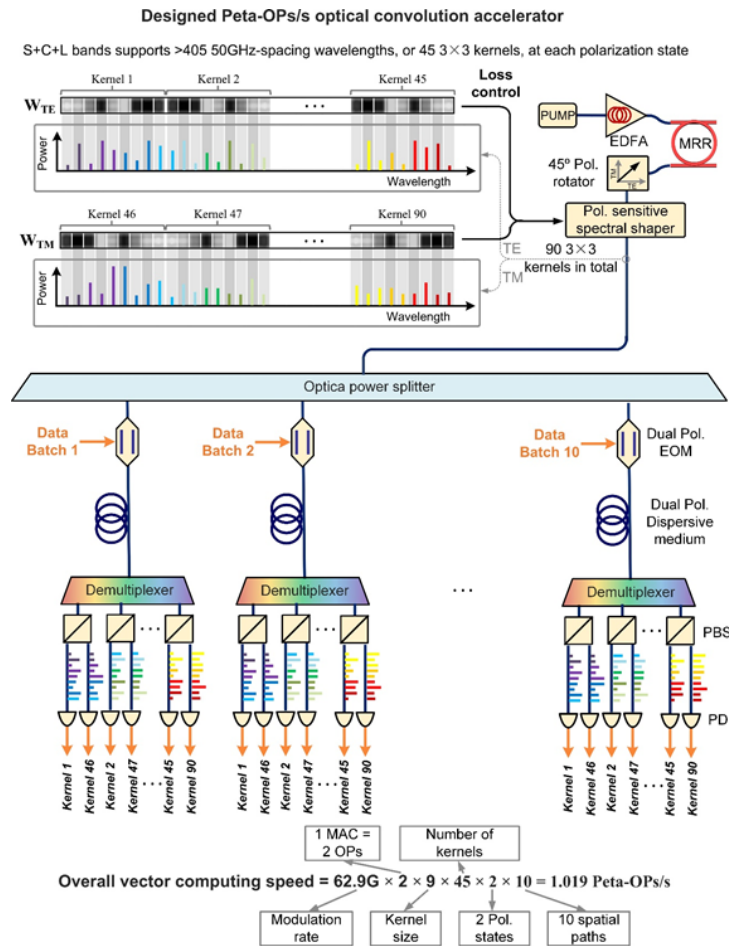 Designed Peta-OPs/s optical convolution accelerator
S+C+L bands supports >405 50GHz-spacing wavelengths, or 45 3×3 kernels, at each polarization state
Kernel 1 Kernel 2 Kernel 45
Loss control
W_TE ...
PUMP
EDFA
MRR
Power
Wavelength
45º Pol. rotator
TM
TE
Kernel 46 Kernel 47 Kernel 90
Pol. sensitive spectral shaper
W_TM ...
TE
TM
90 3×3 kernels in total
Power
Wavelength
Optica power splitter
Data Batch 1
Data Batch 2
Data Batch 10
Dual Pol. EOM
Dual Pol. Dispersive medium
Demultiplexer Demultiplexer ... Demultiplexer
... ... ... PBS
PD
Kernel 1 Kernel 46 Kernel 2 Kernel 47 ... Kernel 45 Kernel 90
Kernel 1 Kernel 46 Kernel 2 Kernel 47 ... Kernel 45 Kernel 90
Kernel 1 Kernel 46 Kernel 2 Kernel 47 ... Kernel 45 Kernel 90
1 MAC = 2 OPs
Number of kernels
Overall vector computing speed = 62.9G × 2 × 9 × 45 × 2 × 10 = 1.019 Peta-OPs/s
Modulation rate
Kernel size
2 Pol. states
10 spatial paths